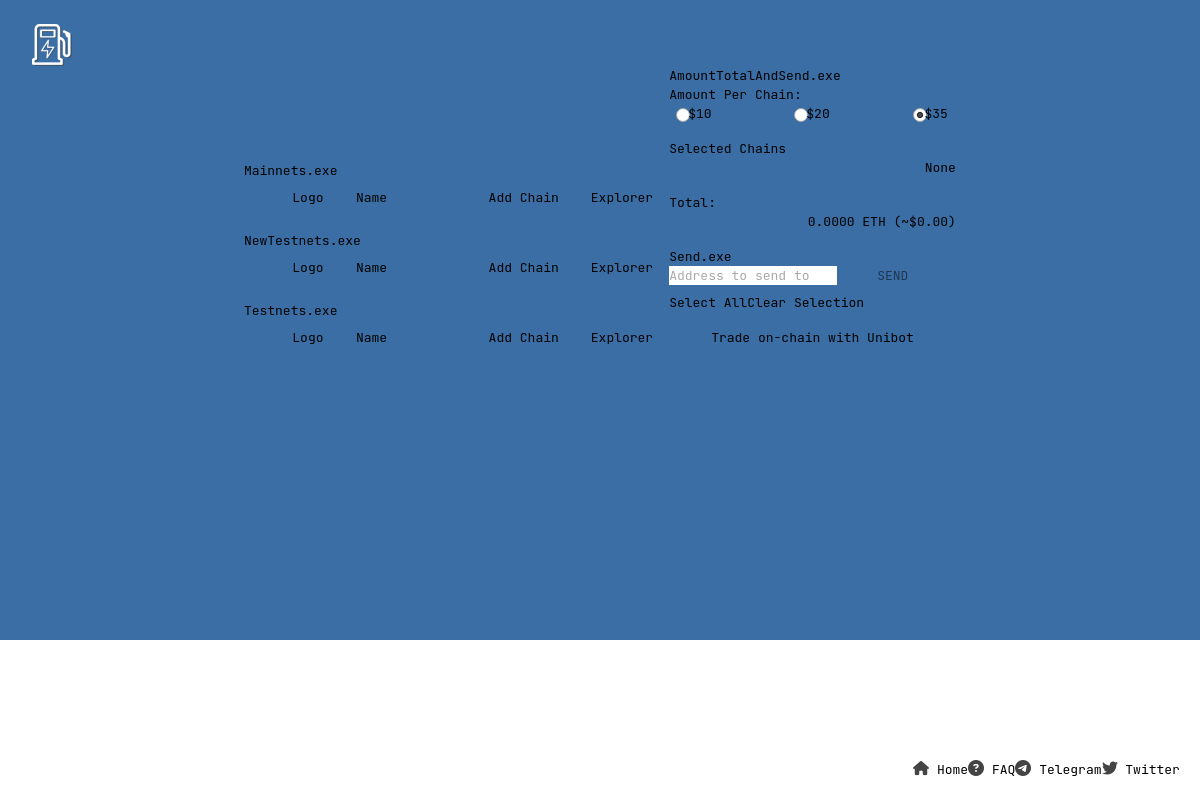 AmountTotalAndSend.exe
Amount Per Chain:
$10 $20 $35
Selected Chains
None
Total:
0.0000 ETH (~$0.00)
Send.exe
Address to send to SEND
Select AllClear Selection
Trade on-chain with Unibot
Mainnets.exe
Logo Name Add Chain Explorer
NewTestnets.exe
Logo Name Add Chain Explorer
Testnets.exe
Logo Name Add Chain Explorer
Home ? FAQ Telegram Twitter